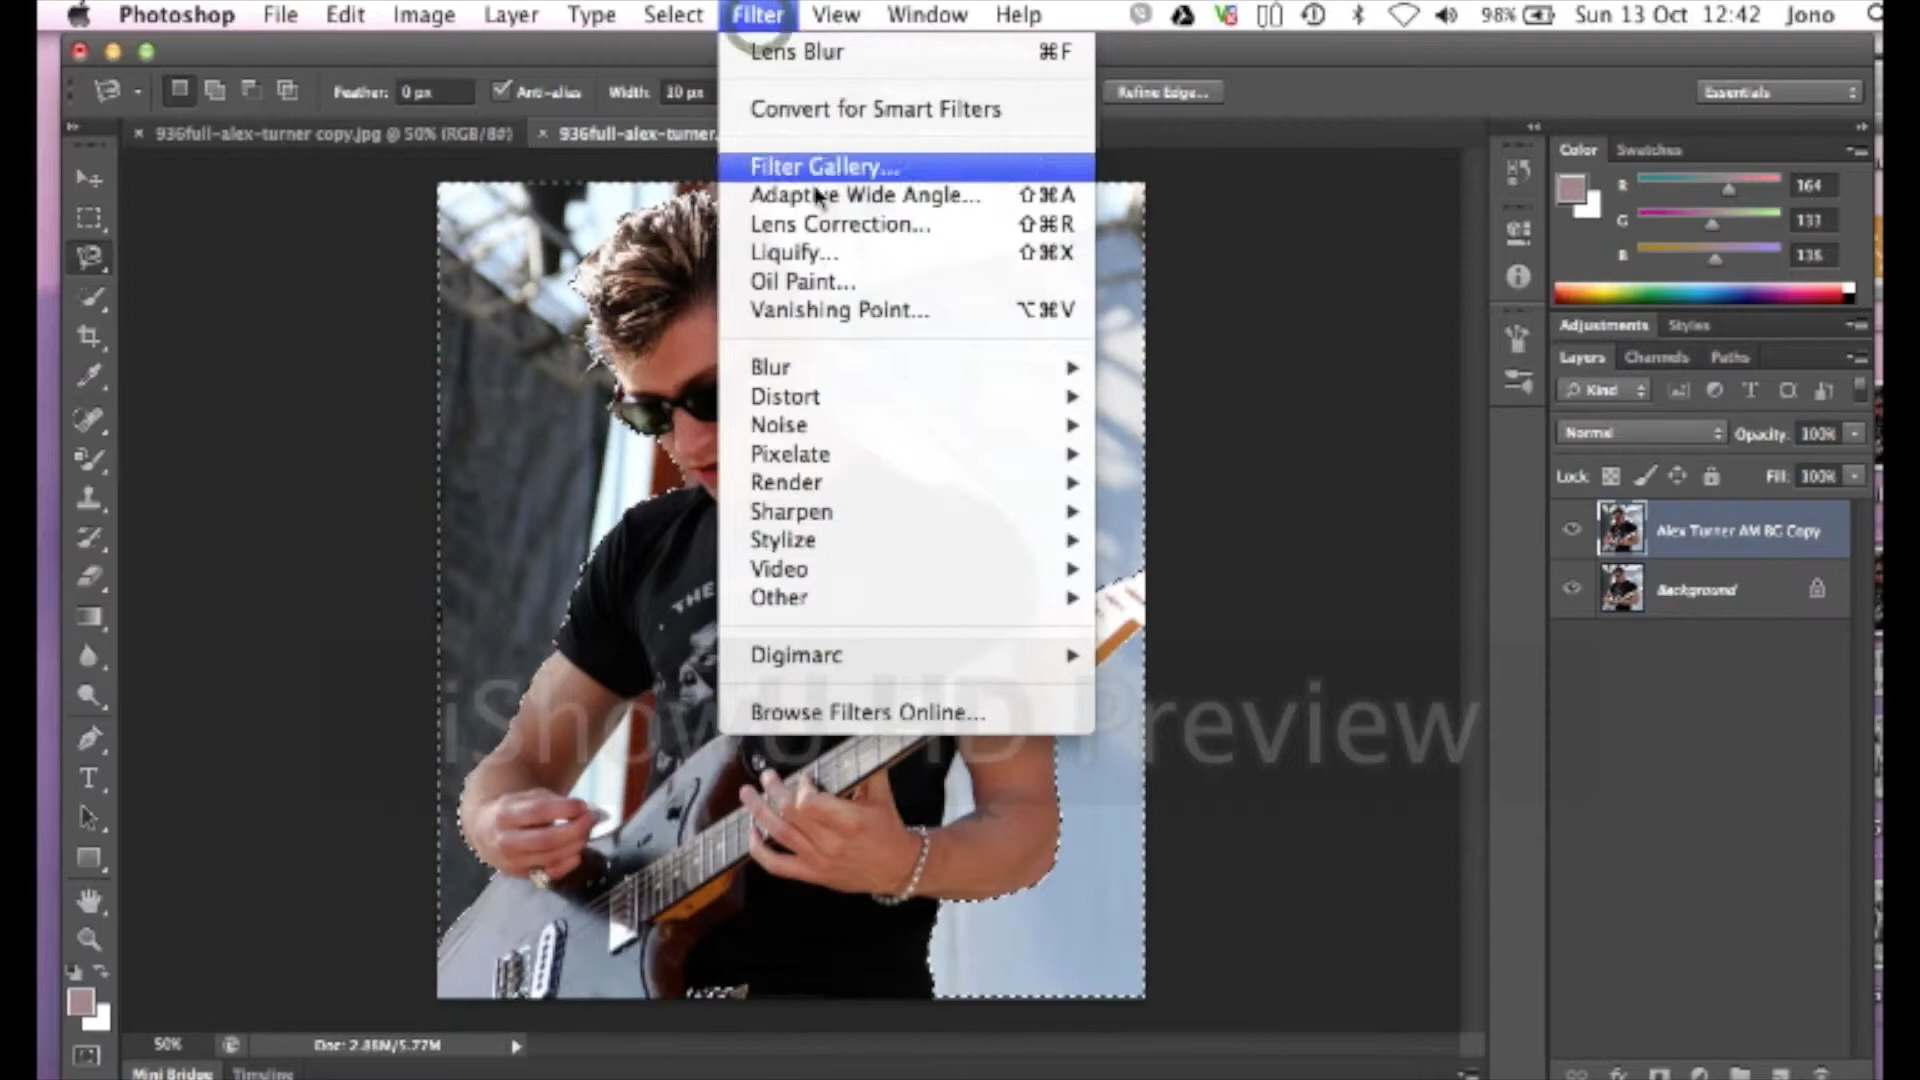 Photoshop File Edit Image Layer Type Select Filter View Window Help 98% Sun 13 Oct 12:42 Jono
Lens Blur ⌘F
Feather: 0 px Anti-alias Width: 10 px Refine Edge... Essentials
Convert for Smart Filters
936full-alex-turner copy.jpg @ 50% (RGB/8#) 936full-alex-turner.
Color Swatches
Filter Gallery...
R 164
Adaptive Wide Angle... ⇧⌘A
G 133
Lens Correction... ⇧⌘R
Liquify... ⇧⌘X
B
Oil Paint...
Vanishing Point... ⌥⌘V
Adjustments Styles
Layers Channels Paths
Blur
Kind
Distort
Noise
Normal Opacity: 100%
Pixelate
Lock: Fill: 100%
Render
Sharpen
Alex Turner AM BG Copy
Stylize
Video
Background
Other
THE
Digimarc
Browse Filters Online...
iShowU HD Preview
50% Doc: 2.88M/5.77M
Mini Bridge Timeline